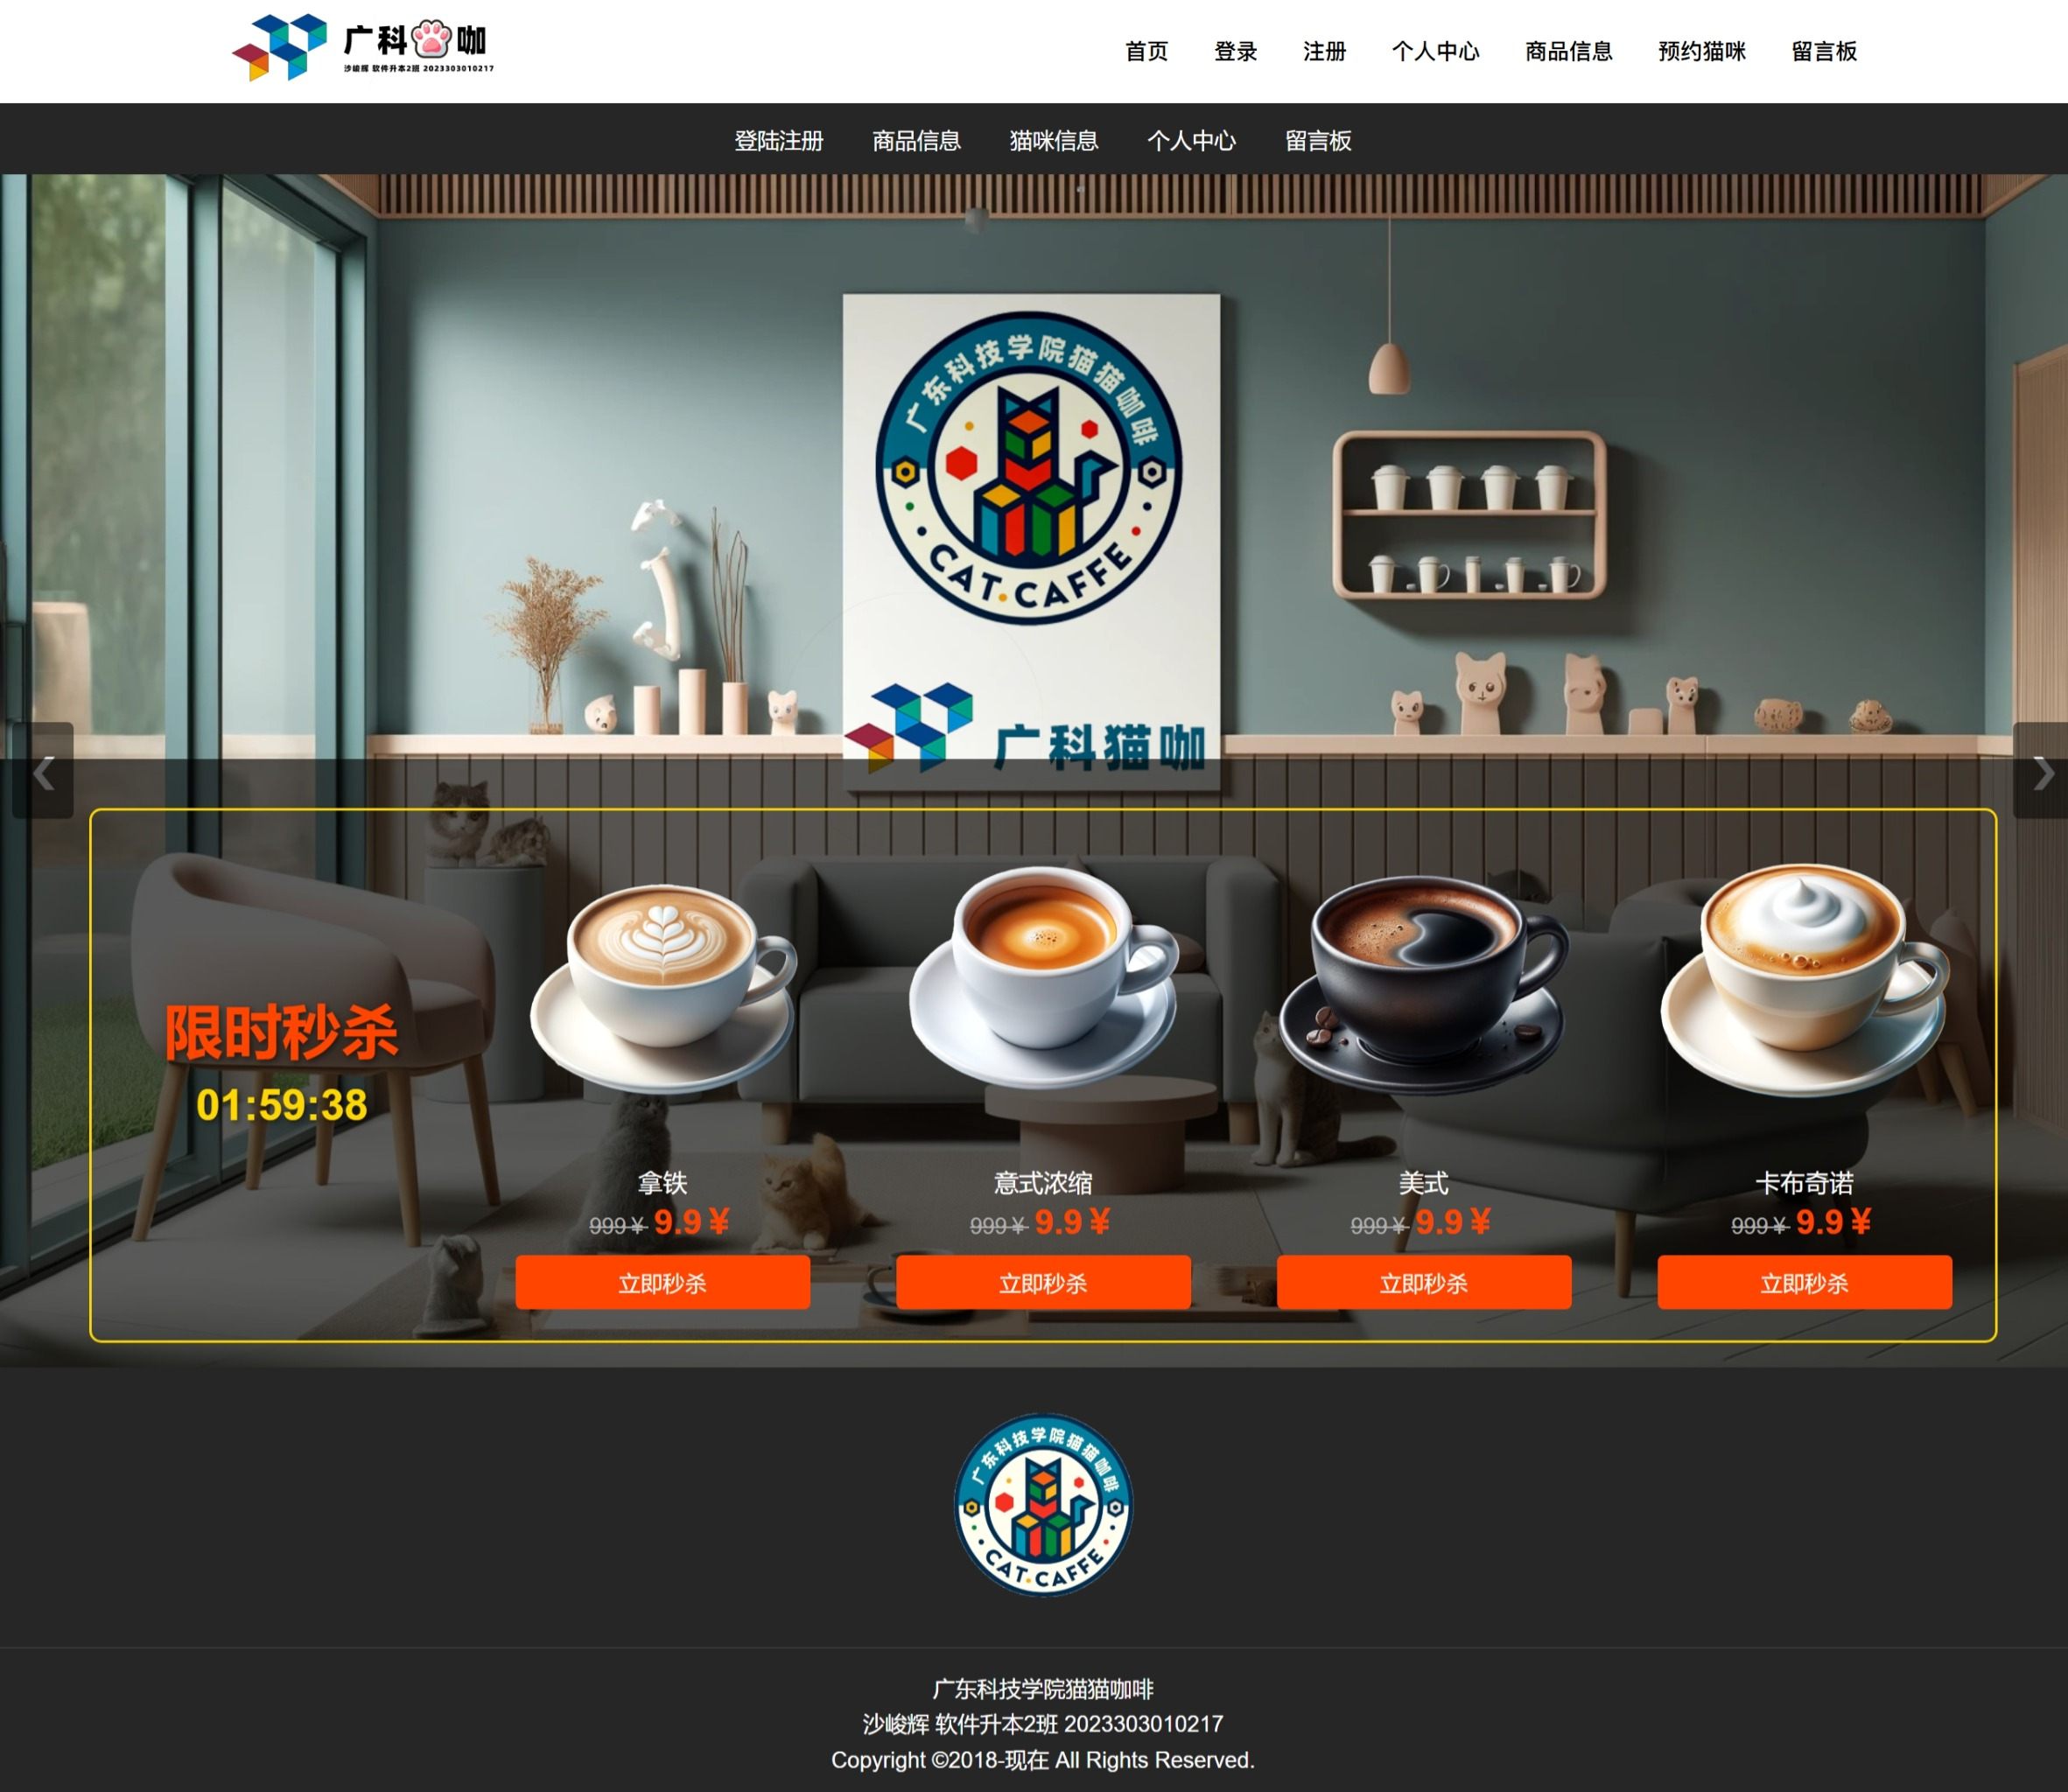 广科咖
沙峻辉 软件升本2班 2023303010217
首页 登录 注册 个人中心 商品信息 预约猫咪 留言板
登陆注册 商品信息 猫咪信息 个人中心 留言板
广东科技学院猫猫咖啡
CAT.CAFFE
广科猫咖
限时秒杀
01:59:38
拿铁
999¥ 9.9¥
立即秒杀
意式浓缩
999¥ 9.9¥
立即秒杀
美式
999¥ 9.9¥
立即秒杀
卡布奇诺
999¥ 9.9¥
立即秒杀
广东科技学院猫猫咖啡
CAT.CAFFE
广东科技学院猫猫咖啡
沙峻辉 软件升本2班 2023303010217
Copyright ©2018-现在 All Rights Reserved.